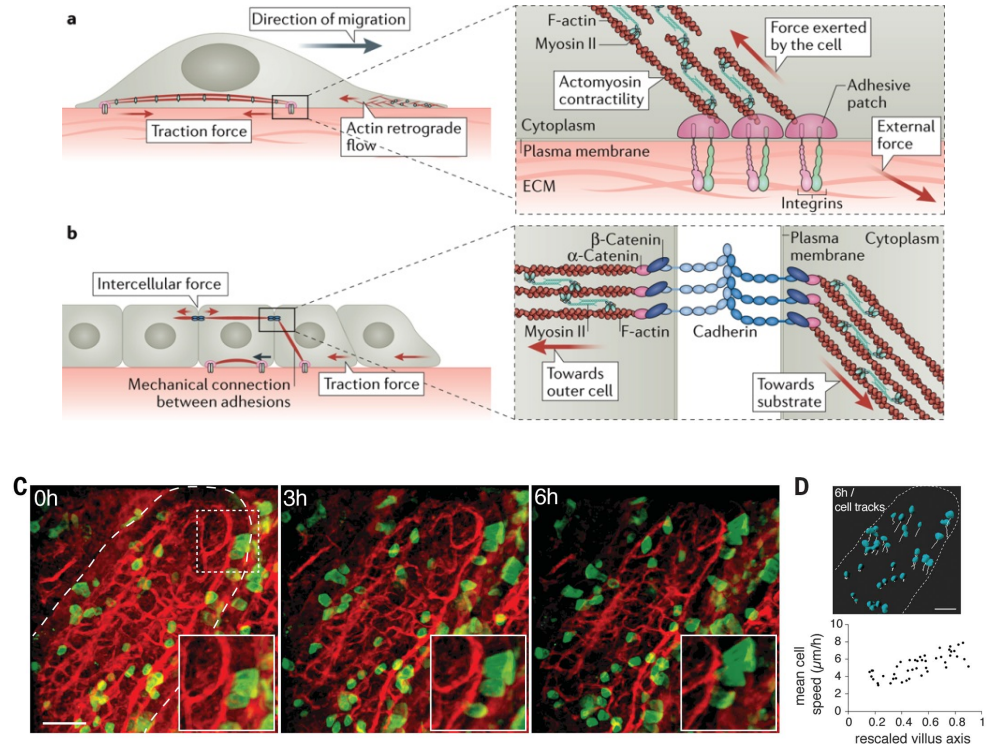 a
Direction of migration
Traction force
Actin retrograde
flow
F-actin
Myosin II
Actomyosin
contractility
Force exerted
by the cell
Adhesive
patch
Cytoplasm
External
force
Plasma membrane
ECM
Integrins
b
Intercellular force
Mechanical connection
between adhesions
Traction force
β-Catenin
α-Catenin
Plasma
membrane
Cytoplasm
Myosin II
F-actin
Cadherin
Towards
outer cell
Towards
substrate
C
0h
3h
6h
D
6h /
cell tracks
mean cell
speed (μm/h)
10
8
6
4
2
0
0
0.2
0.4
0.6
0.8
1
rescaled villus axis